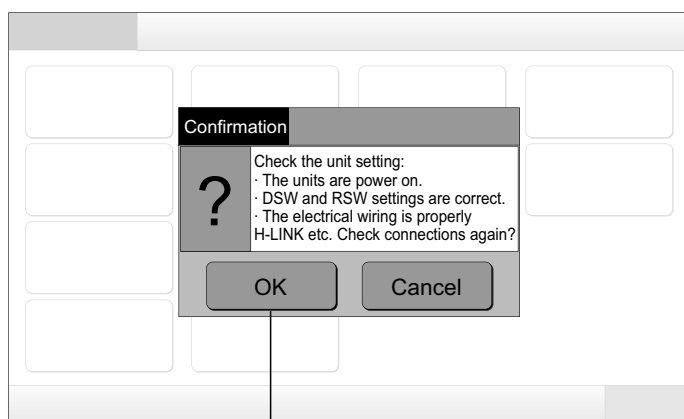 Confirmation
?
Check the unit setting:
· The units are power on.
· DSW and RSW settings are correct.
· The electrical wiring is properly
H-LINK etc. Check connections again?
OK
Cancel